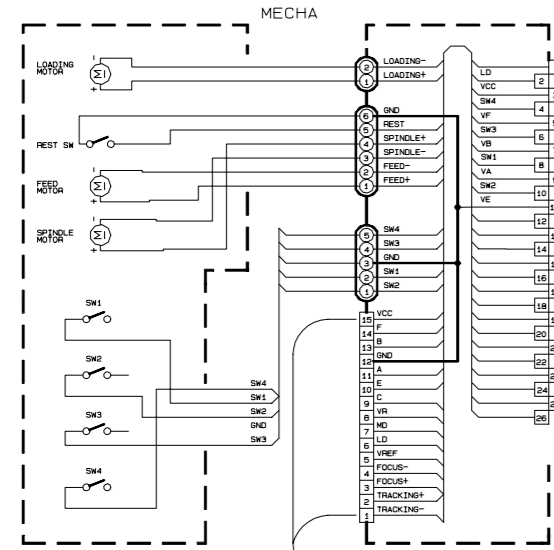 MECHA
LOADING
MOTOR
REST SW
FEED
MOTOR
SPINDLE
MOTOR
SW1
SW2
SW3
SW4
SW4
SW1
SW2
GND
SW3
2 LOADING-
1 LOADING+
6 GND
5 REST
4 SPINDLE+
3 SPINDLE-
2 FEED-
1 FEED+
5 SW4
4 SW3
3 GND
2 SW1
1 SW2
15 VCC
14 F
13 B
12 GND
11 A
10 E
9 C
8 VR
7 MD
6 LD
5 VREF
4 FOCUS-
3 FOCUS+
2 TRACKING+
1 TRACKING-
LD
VCC
SW4
VF
SW3
VB
SW1
VA
SW2
VE
2
4
6
8
10
12
14
16
18
20
22
24
26